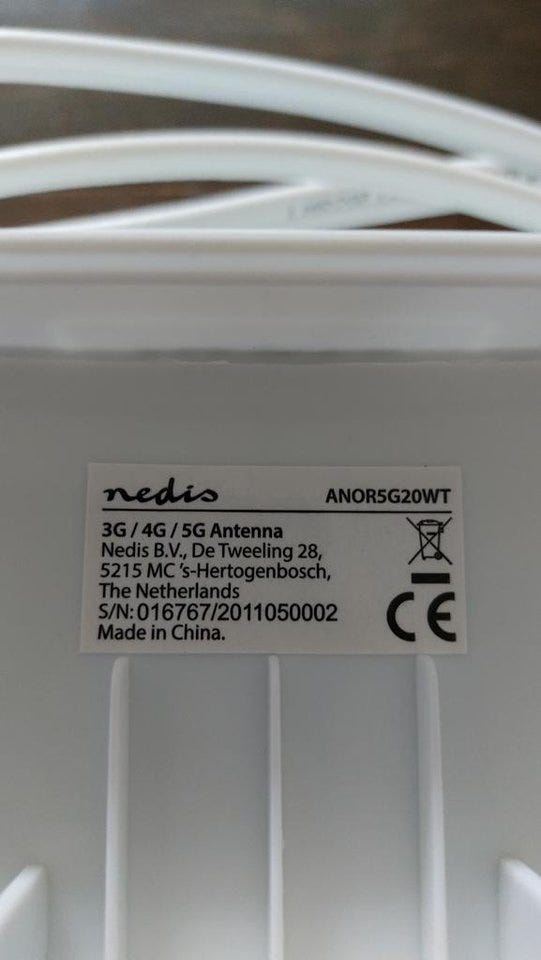 nedis ANOR5G20WT
3G / 4G / 5G Antenna
Nedis B.V., De Tweeling 28,
5215 MC 's-Hertogenbosch,
The Netherlands
S/N: 016767/2011050002
Made in China.
CE